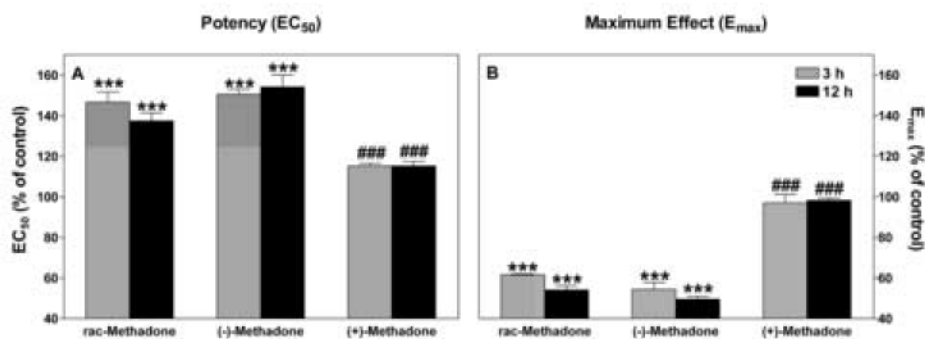 Potency (EC50)
Maximum Effect (Emax)
A
B
EC50 (% of control)
160
140
120
100
80
60
40
***
***
***
***
###
###
rac-Methadone
(-)-Methadone
(+)-Methadone
3 h
12 h
***
***
***
***
###
###
rac-Methadone
(-)-Methadone
(+)-Methadone
160
140
120
100
80
60
40
Emax (% of control)